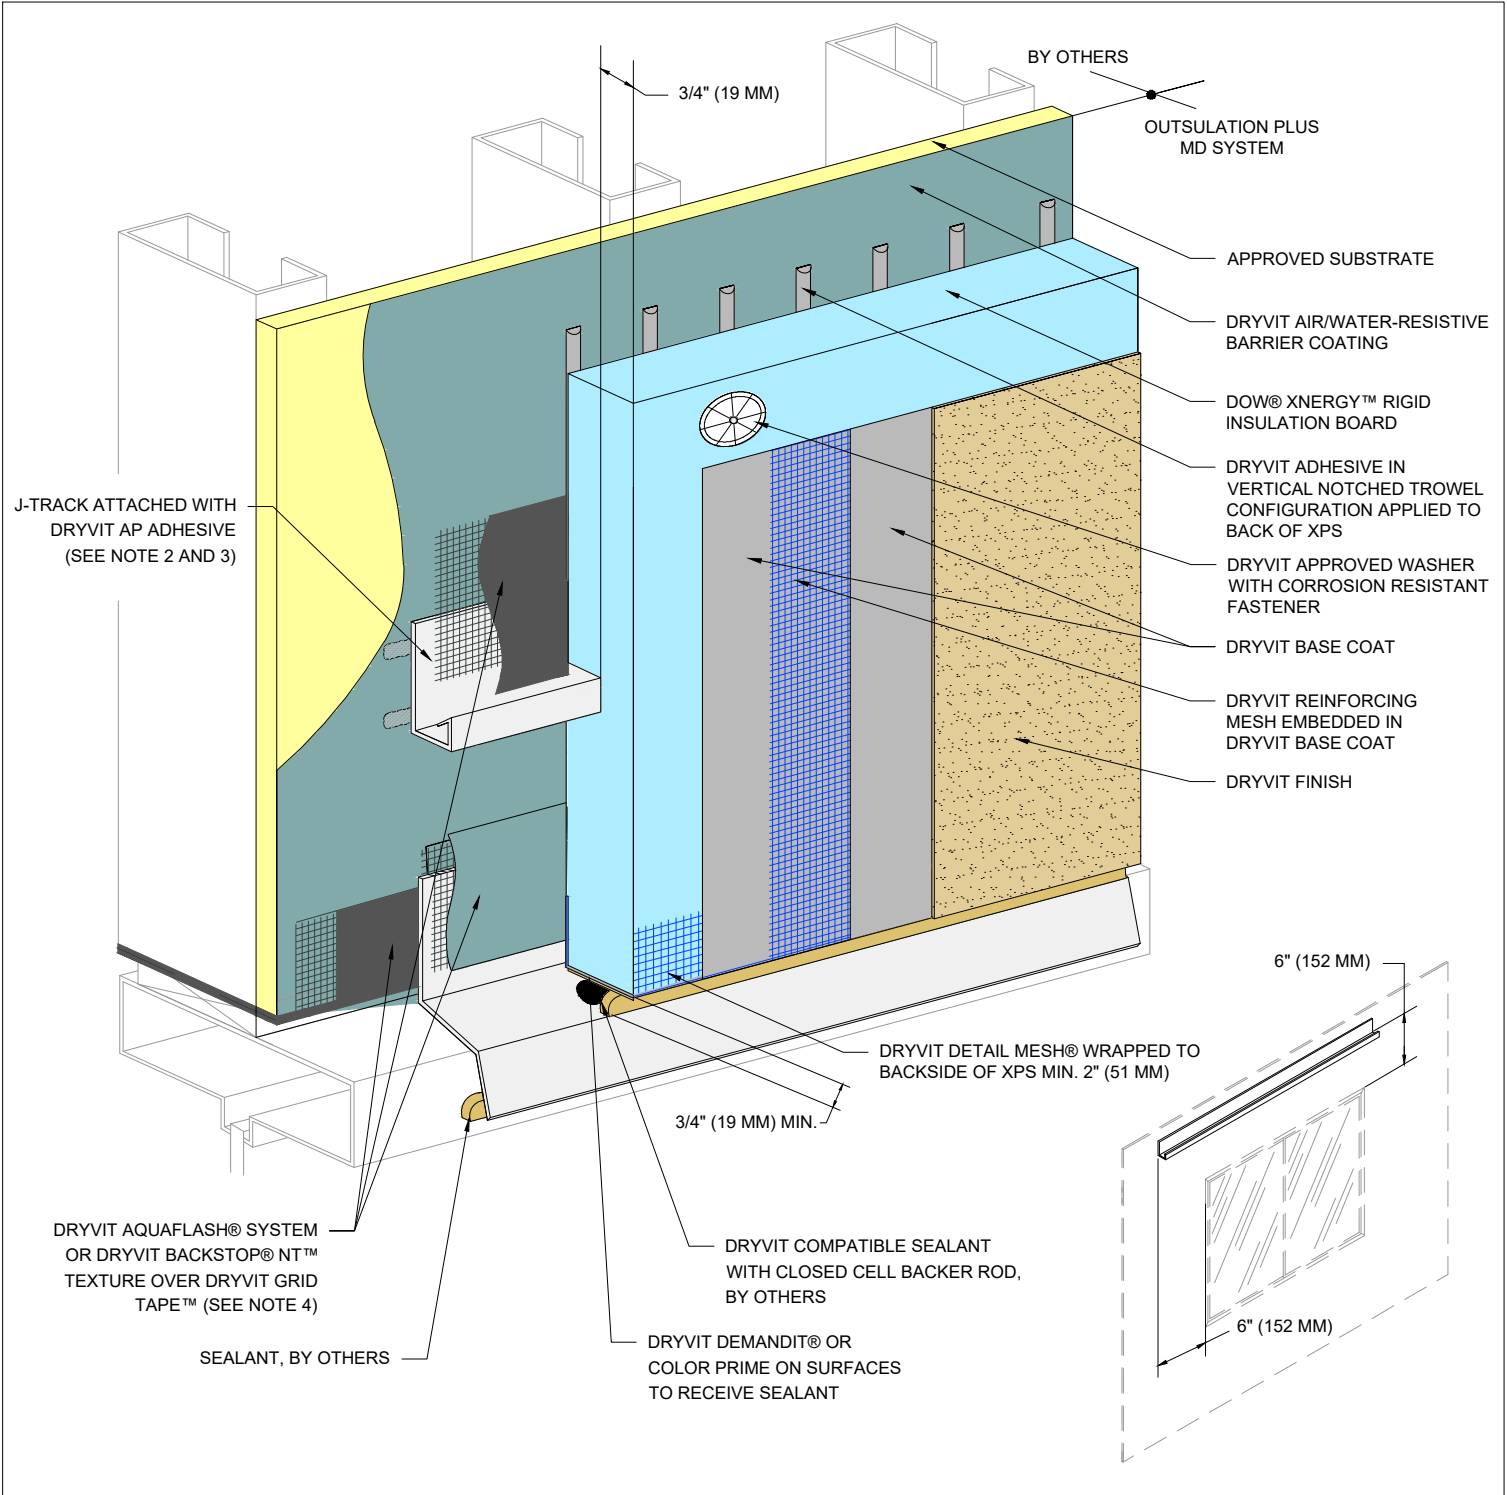 3/4" (19 MM)
BY OTHERS
OUTSULATION PLUS
MD SYSTEM
APPROVED SUBSTRATE
DRYVIT AIR/WATER-RESISTIVE
BARRIER COATING
DOW® XNERGY™ RIGID
INSULATION BOARD
DRYVIT ADHESIVE IN
VERTICAL NOTCHED TROWEL
CONFIGURATION APPLIED TO
BACK OF XPS
DRYVIT APPROVED WASHER
WITH CORROSION RESISTANT
FASTENER
DRYVIT BASE COAT
DRYVIT REINFORCING
MESH EMBEDDED IN
DRYVIT BASE COAT
DRYVIT FINISH
J-TRACK ATTACHED WITH
DRYVIT AP ADHESIVE
(SEE NOTE 2 AND 3)
6" (152 MM)
DRYVIT DETAIL MESH® WRAPPED TO
BACKSIDE OF XPS MIN. 2" (51 MM)
3/4" (19 MM) MIN.
DRYVIT AQUAFLASH® SYSTEM
OR DRYVIT BACKSTOP® NT™
TEXTURE OVER DRYVIT GRID
TAPE™ (SEE NOTE 4)
DRYVIT COMPATIBLE SEALANT
WITH CLOSED CELL BACKER ROD,
BY OTHERS
6" (152 MM)
SEALANT, BY OTHERS
DRYVIT DEMANDIT® OR
COLOR PRIME ON SURFACES
TO RECEIVE SEALANT